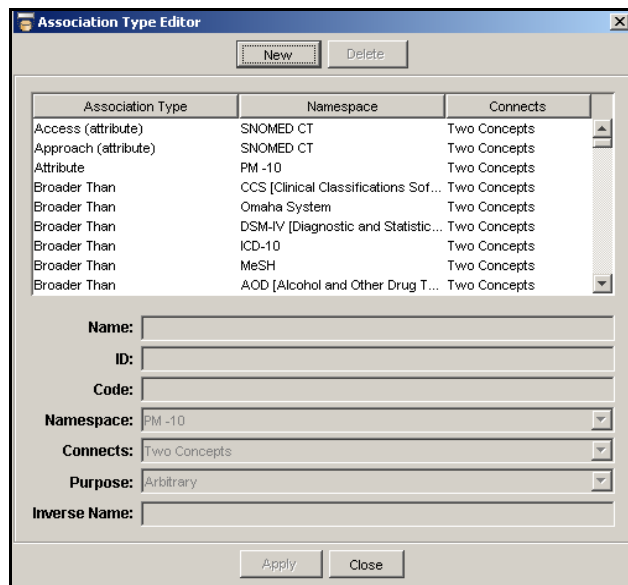 Association Type Editor
New Delete
Association Type Namespace Connects
Access (attribute) SNOMED CT Two Concepts
Approach (attribute) SNOMED CT Two Concepts
Attribute PM -10 Two Concepts
Broader Than CCS [Clinical Classifications Sof... Two Concepts
Broader Than Omaha System Two Concepts
Broader Than DSM-IV [Diagnostic and Statistic... Two Concepts
Broader Than ICD-10 Two Concepts
Broader Than MeSH Two Concepts
Broader Than AOD [Alcohol and Other Drug T... Two Concepts
Name:
ID:
Code:
Namespace: PM -10
Connects: Two Concepts
Purpose: Arbitrary
Inverse Name:
Apply Close